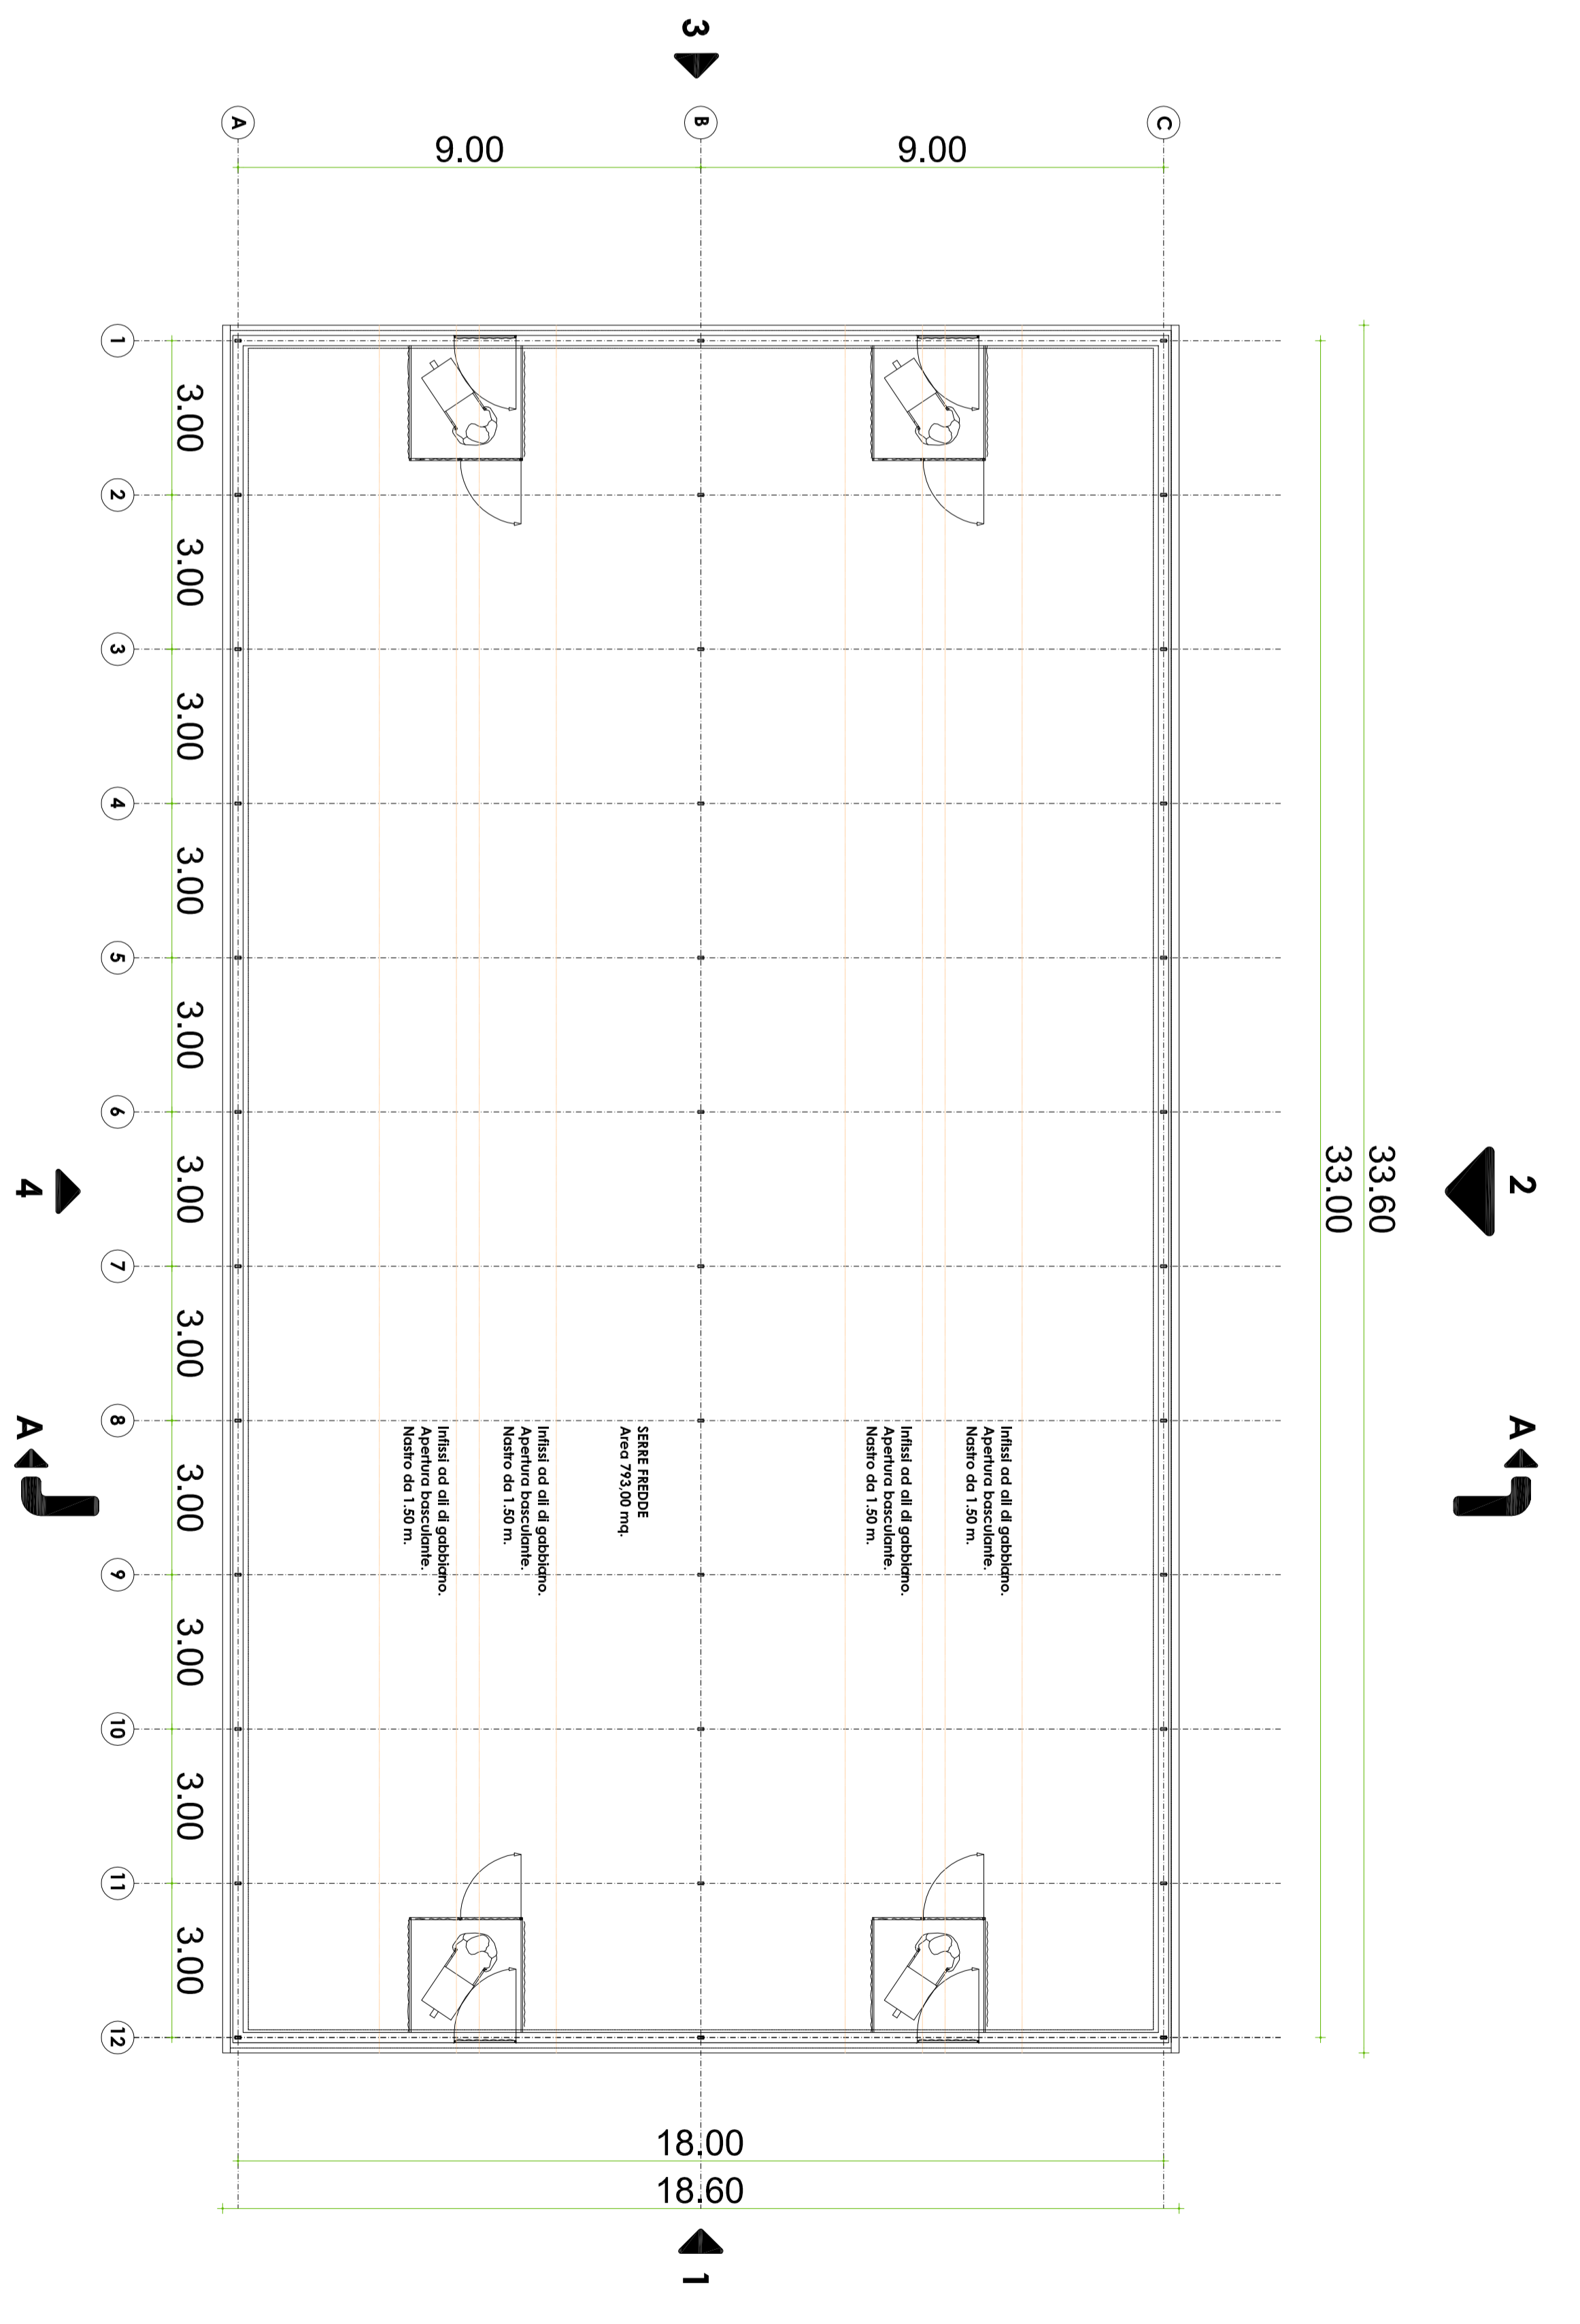 3
A
B
C
9.00
9.00
1
2
3
4
5
6
7
8
9
10
11
12
3.00
3.00
3.00
3.00
3.00
3.00
3.00
3.00
3.00
3.00
3.00
33.60
33.00
2
4
A
A
Infissi ad ali di gabbiano.
Apertura basculante.
Nastro da 1.50 m.
Infissi ad ali di gabbiano.
Apertura basculante.
Nastro da 1.50 m.
SERRE FREDDE
Area 793,00 mq.
Infissi ad ali di gabbiano.
Apertura basculante.
Nastro da 1.50 m.
Infissi ad ali di gabbiano.
Apertura basculante.
Nastro da 1.50 m.
18.00
18.60
1